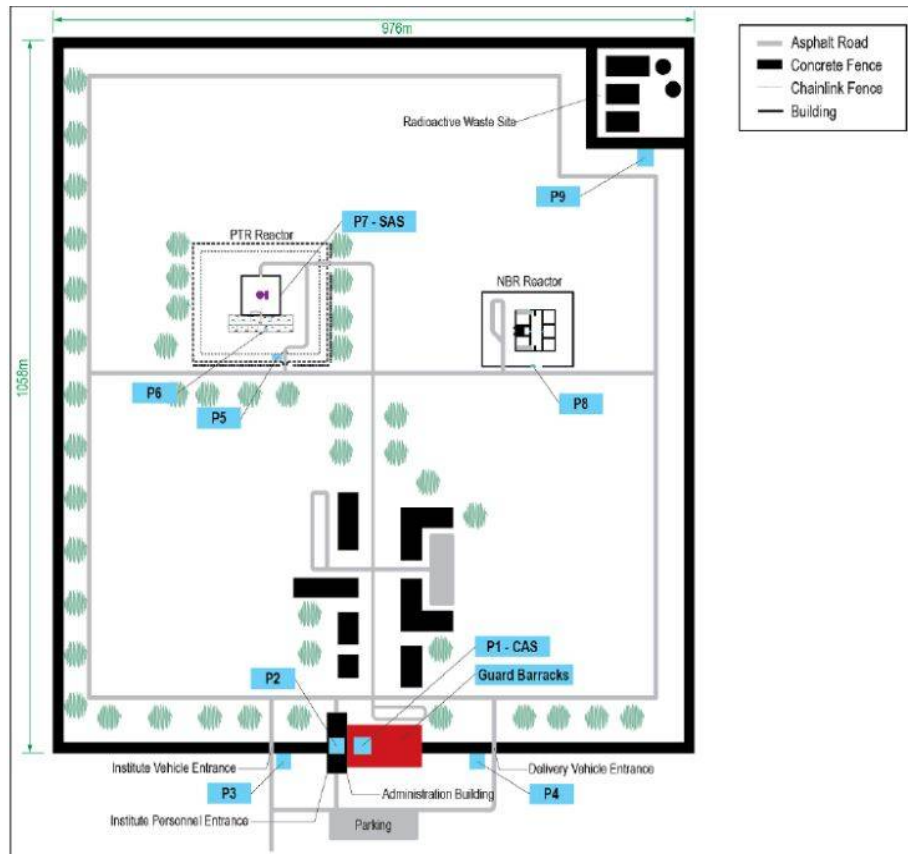 976m
Asphalt Road
Concrete Fence
Chainlink Fence
Building
Radioactive Waste Site
P9
P7 - SAS
PTR Reactor
NBR Reactor
1058m
P6
P5
P8
P1 - CAS
P2
Guard Barracks
Institute Vehicle Entrance
Delivery Vehicle Entrance
P3
Administration Building
P4
Institute Personnel Entrance
Parking